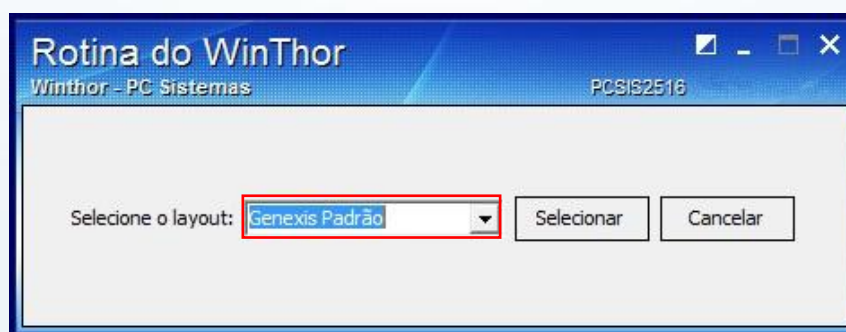 Rotina do WinThor
Winthor - PC Sistemas PCSIS2516
Selecione o layout: Genexis Padrão Selecionar Cancelar